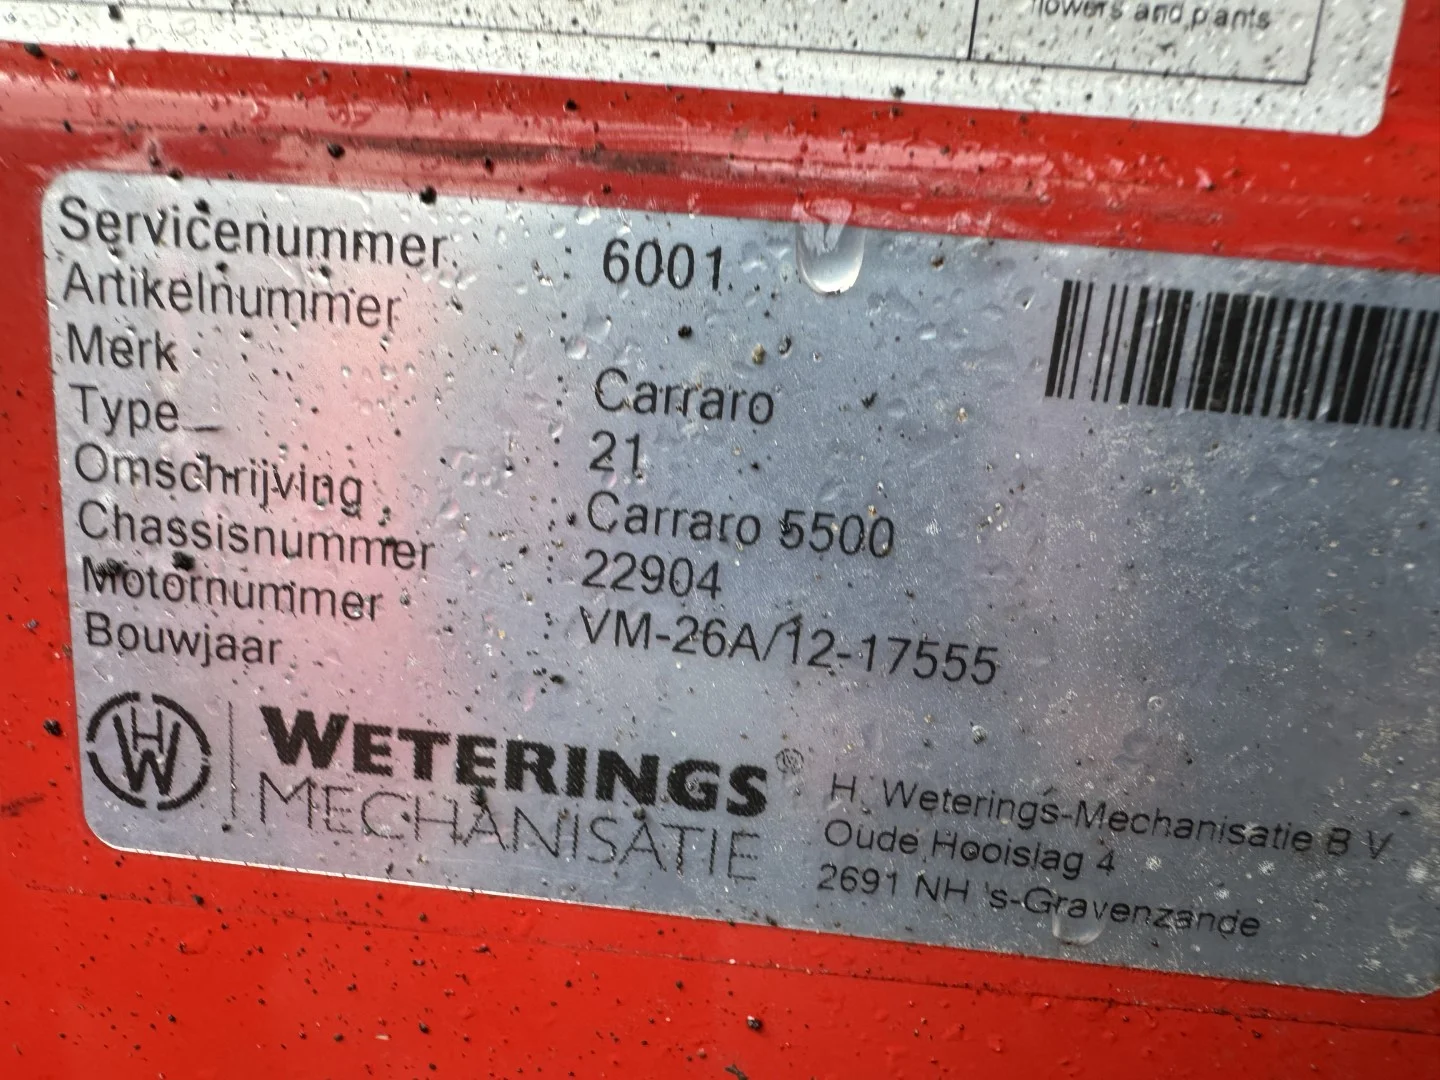 flowers and plants
Servicenummer : 6001
Artikelnummer
Merk : Carraro
Type : 21
Omschrijving : Carraro 5500
Chassisnummer : 22904
Motornummer : VM-26A/12-17555
Bouwjaar
HW
WETERINGS®
MECHANISATIE
H. Weterings-Mechanisatie B V
Oude Hooislag 4
2691 NH 's-Gravenzande